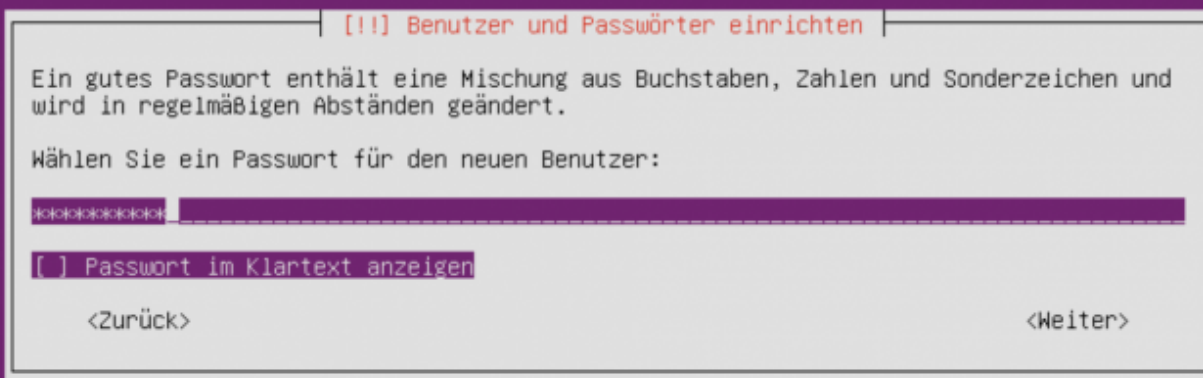 [!!] Benutzer und Passwörter einrichten
Ein gutes Passwort enthält eine Mischung aus Buchstaben, Zahlen und Sonderzeichen und
wird in regelmäßigen Abständen geändert.
Wählen Sie ein Passwort für den neuen Benutzer:
**********
[ ] Passwort im Klartext anzeigen
<Zurück> <Weiter>